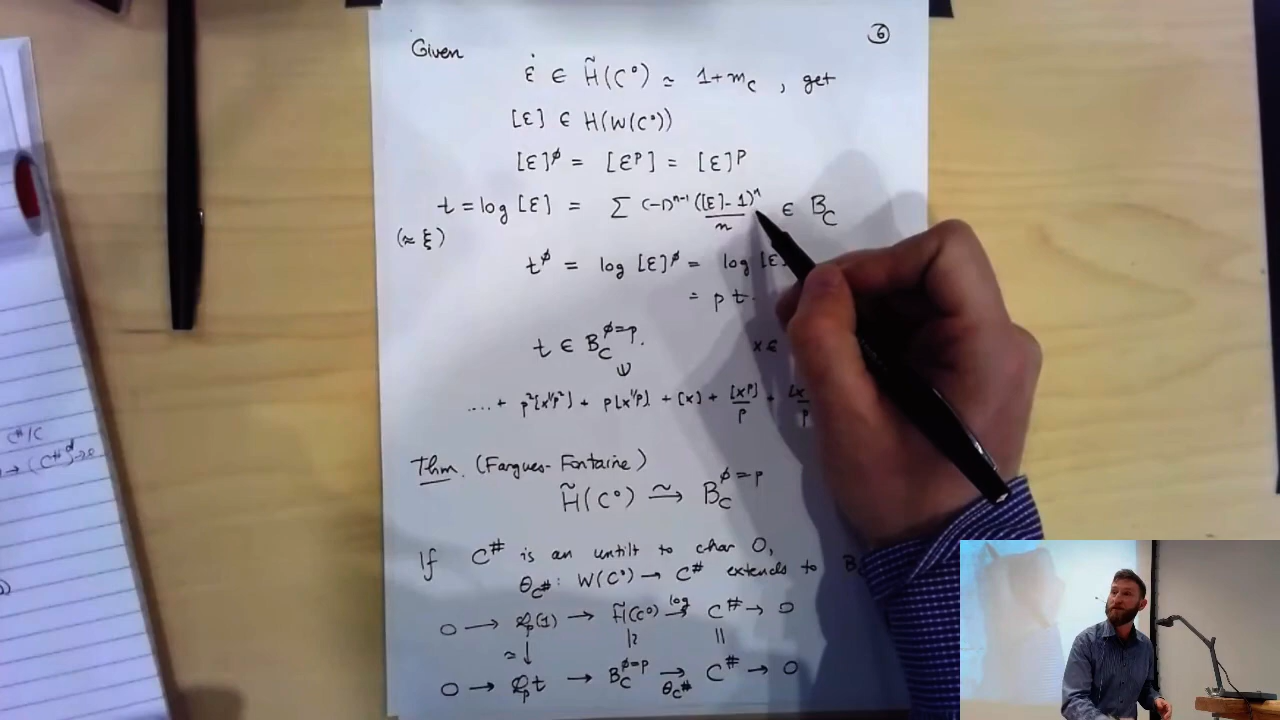 ⑥
Given
ε ∈ H̃(C°) ≃ 1+m_C , get
[ε] ∈ H(W(C°))
[ε]^φ = [ε^p] = [ε]^p
t = log [ε] = ∑ (-1)^{n-1} ([ε]-1)^n / n ∈ B_C
(≈ ξ)
t^φ = log [ε]^φ = log [ε
= p t.
t ∈ B_C^{φ=p}. x ∈
.... + p²[x^{1/p²}] + p[x^{1/p}] + [x] + [x^p]/p + [x
Thm. (Fargues-Fontaine)
H̃(C°) ⥲ B_C^{φ=p}
If C^# is an untilt to char 0,
θ_{C^#} : W(C°) → C^# extends to B
0 → ℚ_p(1) → H̃(C°) →^{log} C^# → 0
0 → ℚ_p t → B_C^{φ=p} →_{θ_{C^#}} C^# → 0
C^#/C